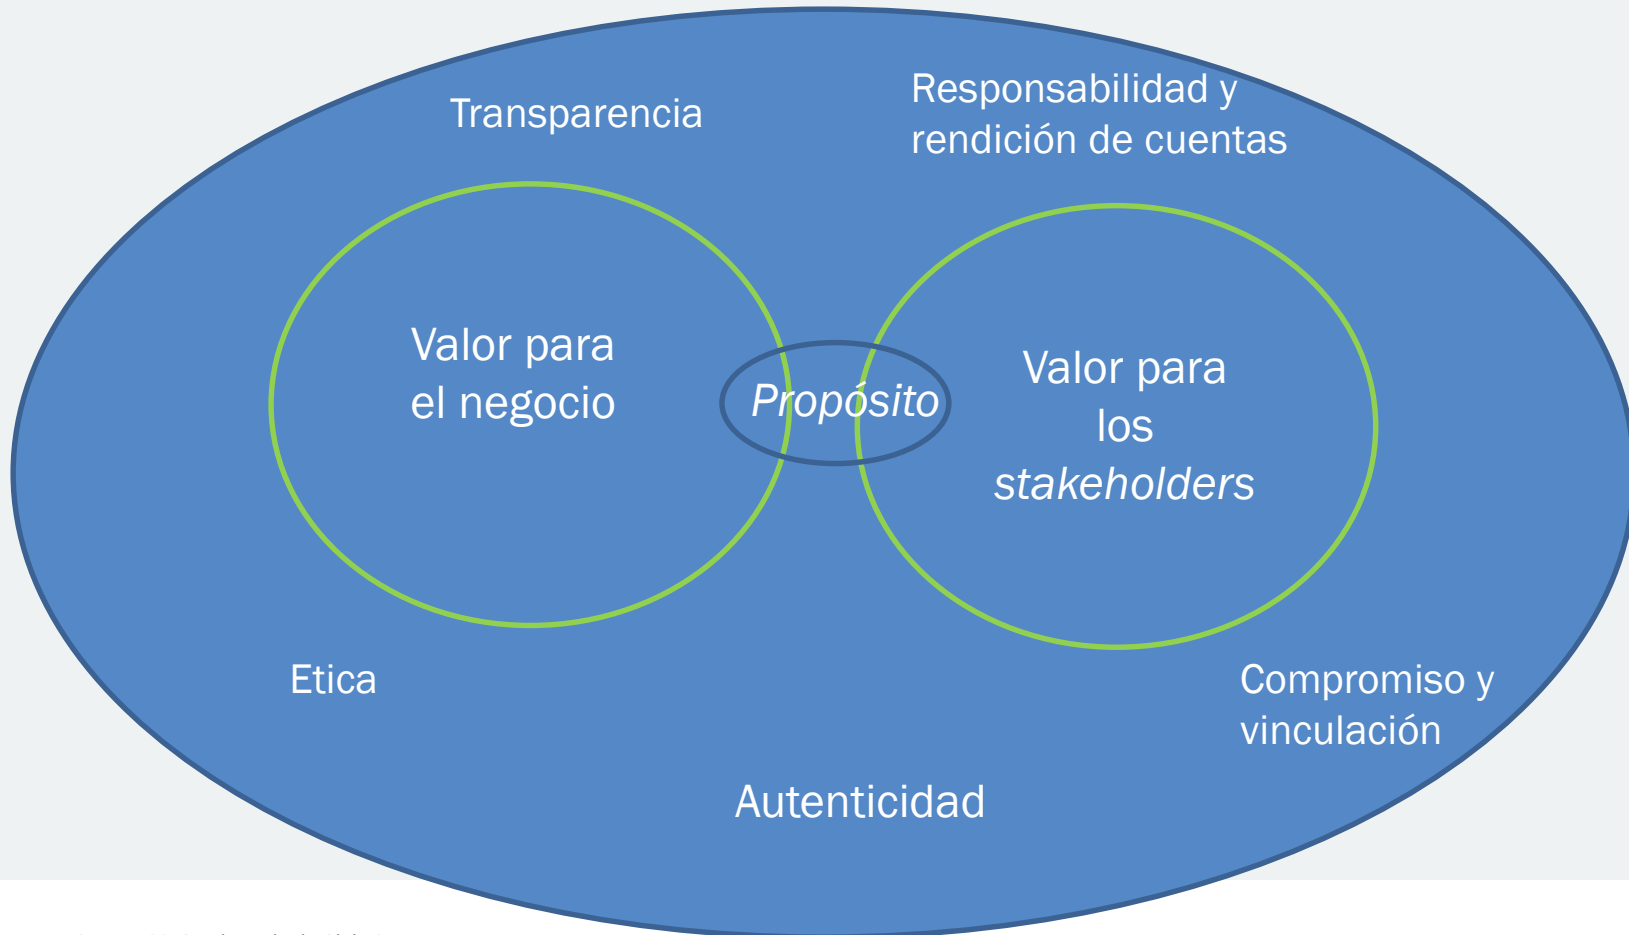 Transparencia
Responsabilidad y
rendición de cuentas
Valor para
el negocio
Propósito
Valor para
los
stakeholders
Etica
Compromiso y
vinculación
Autenticidad